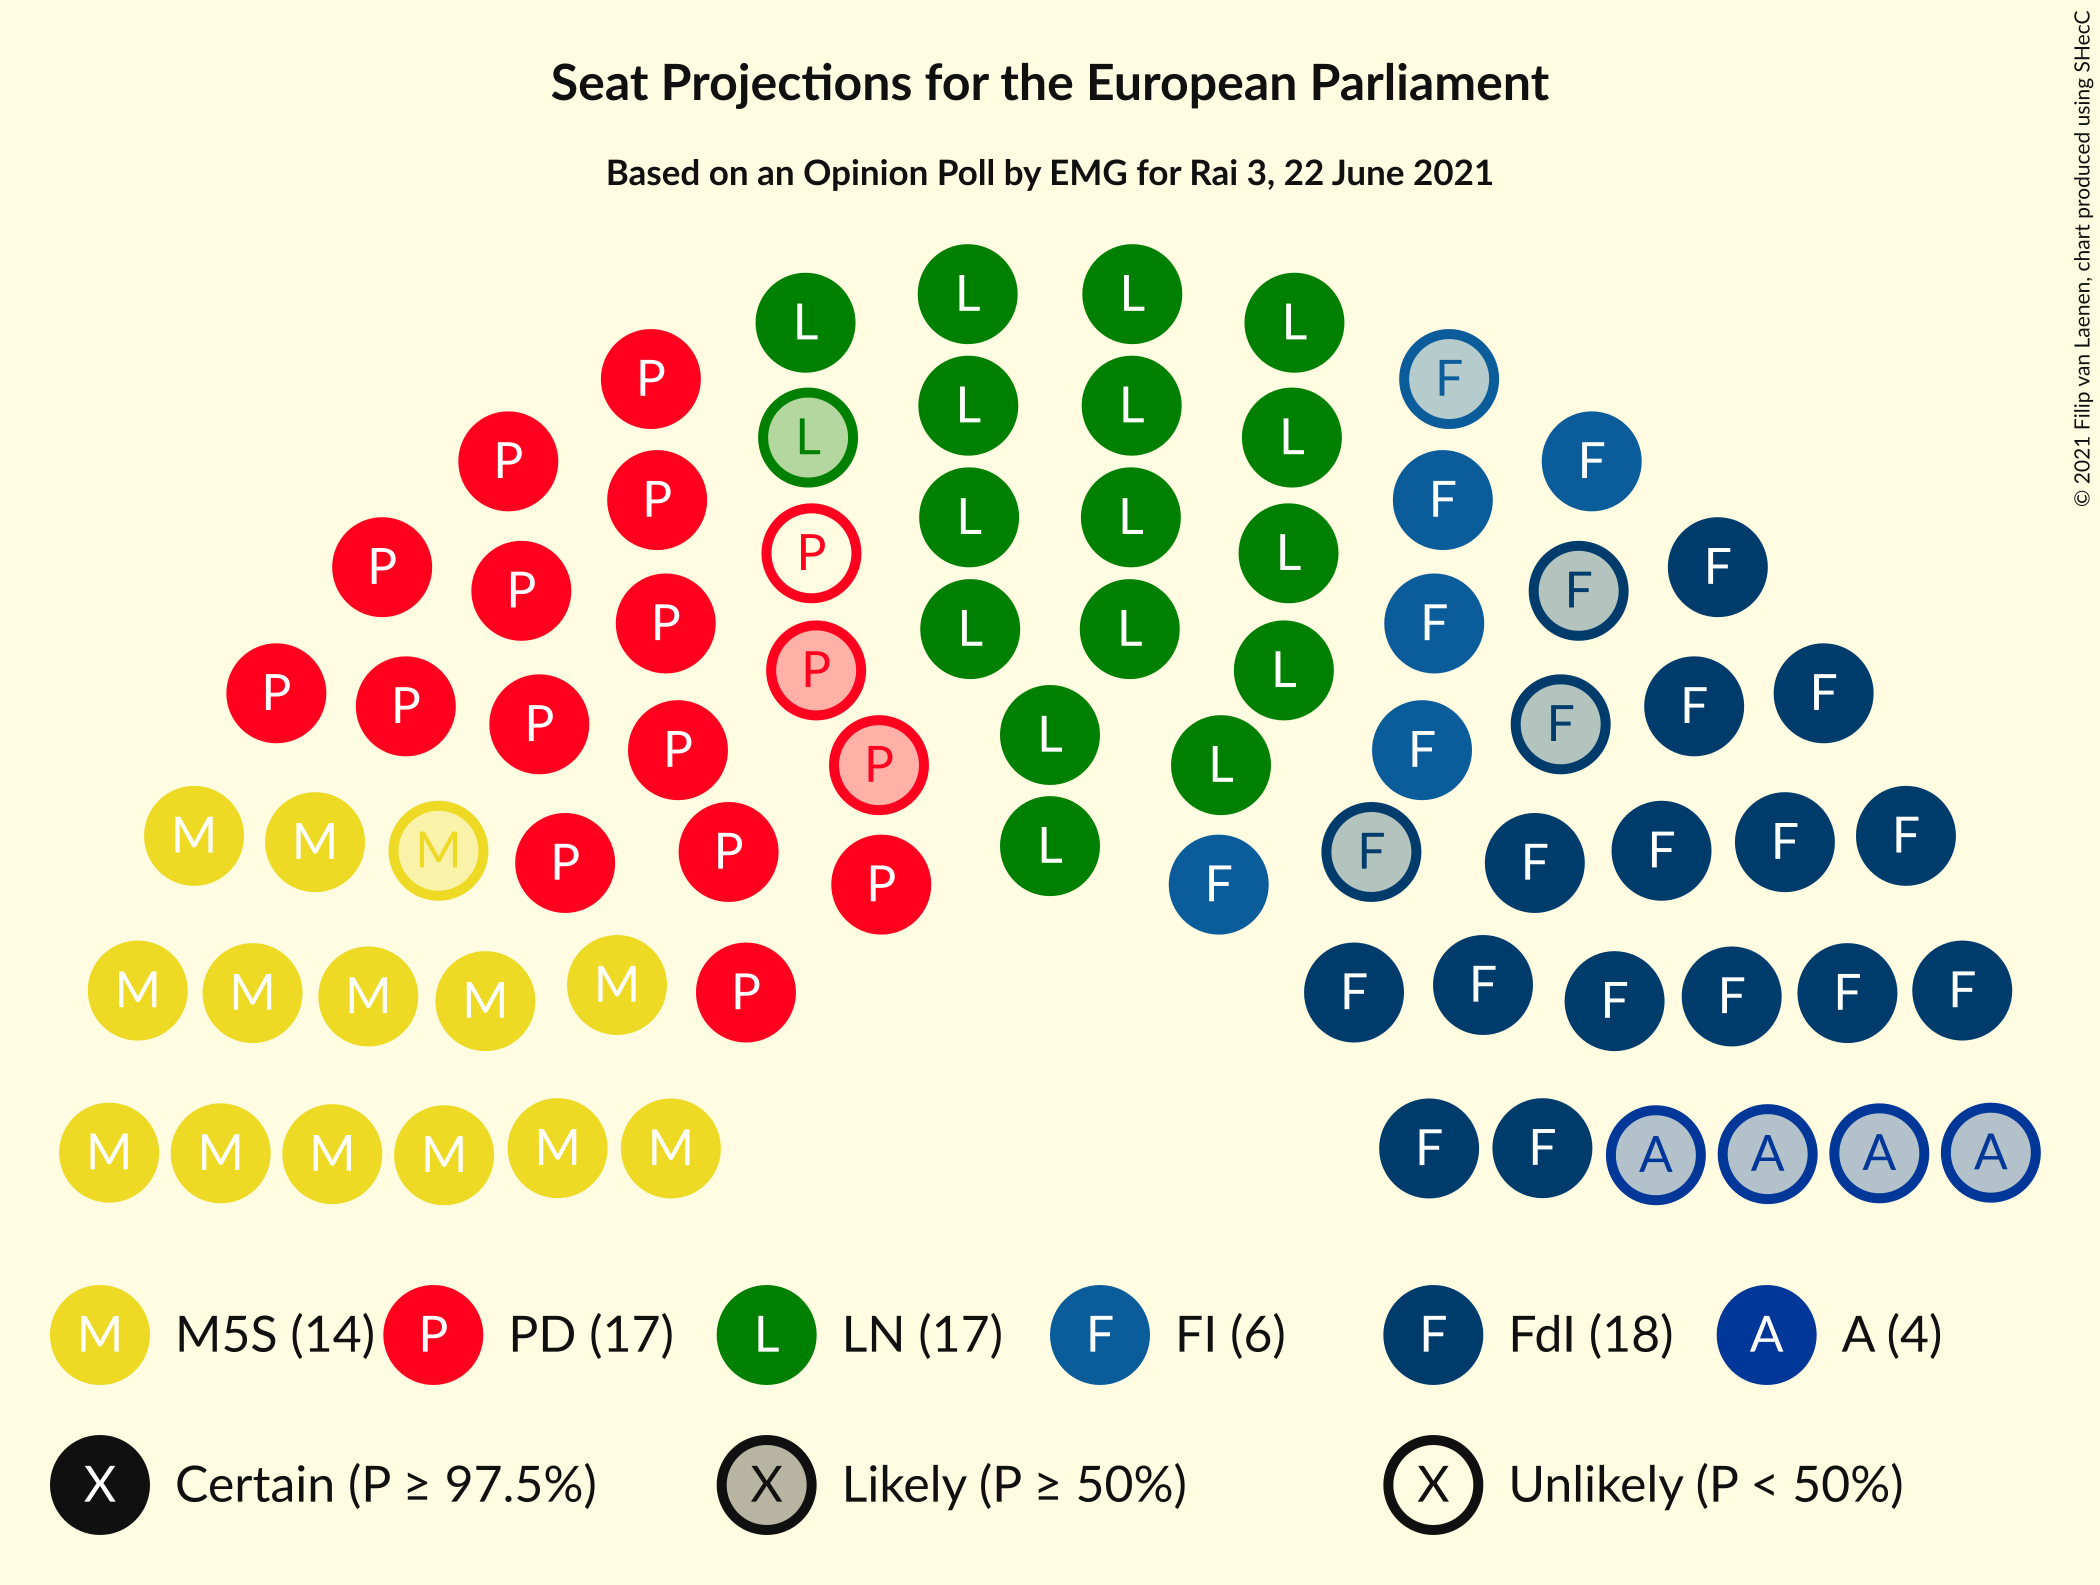 Seat Projections for the European Parliament
Based on an Opinion Poll by EMG for Rai 3, 22 June 2021
© 2021 Filip van Laenen, chart produced using SHecC
L L
L L
P F
L L
L L
P F
L L
P F
P F
L L
P L
P F
P F
P F
L L
P L
P F
P P F F
P F
L
P F
P L
M M F F
L
M F
P F
P F
P F
M M F F
M M F F
P F
M M F F
M M M M M M F F A A A A
M M5S (14) P PD (17) L LN (17) F FI (6) F FdI (18) A A (4)
X Certain (P ≥ 97.5%) X Likely (P ≥ 50%) X Unlikely (P < 50%)